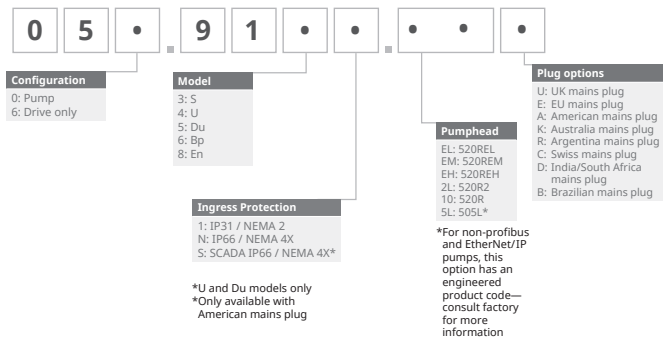 0 5 • . 9 1 • • . • • •
Configuration
0: Pump
6: Drive only
Model
3: S
4: U
5: Du
6: Bp
8: En
Ingress Protection
1: IP31 / NEMA 2
N: IP66 / NEMA 4X
S: SCADA IP66 / NEMA 4X*
*U and Du models only
*Only available with
American mains plug
Pumphead
EL: 520REL
EM: 520REM
EH: 520REH
2L: 520R2
10: 520R
5L: 505L*
*For non-profibus
and EtherNet/IP
pumps, this
option has an
engineered
product code—
consult factory
for more
information
Plug options
U: UK mains plug
E: EU mains plug
A: American mains plug
K: Australia mains plug
R: Argentina mains plug
C: Swiss mains plug
D: India/South Africa
mains plug
B: Brazilian mains plug